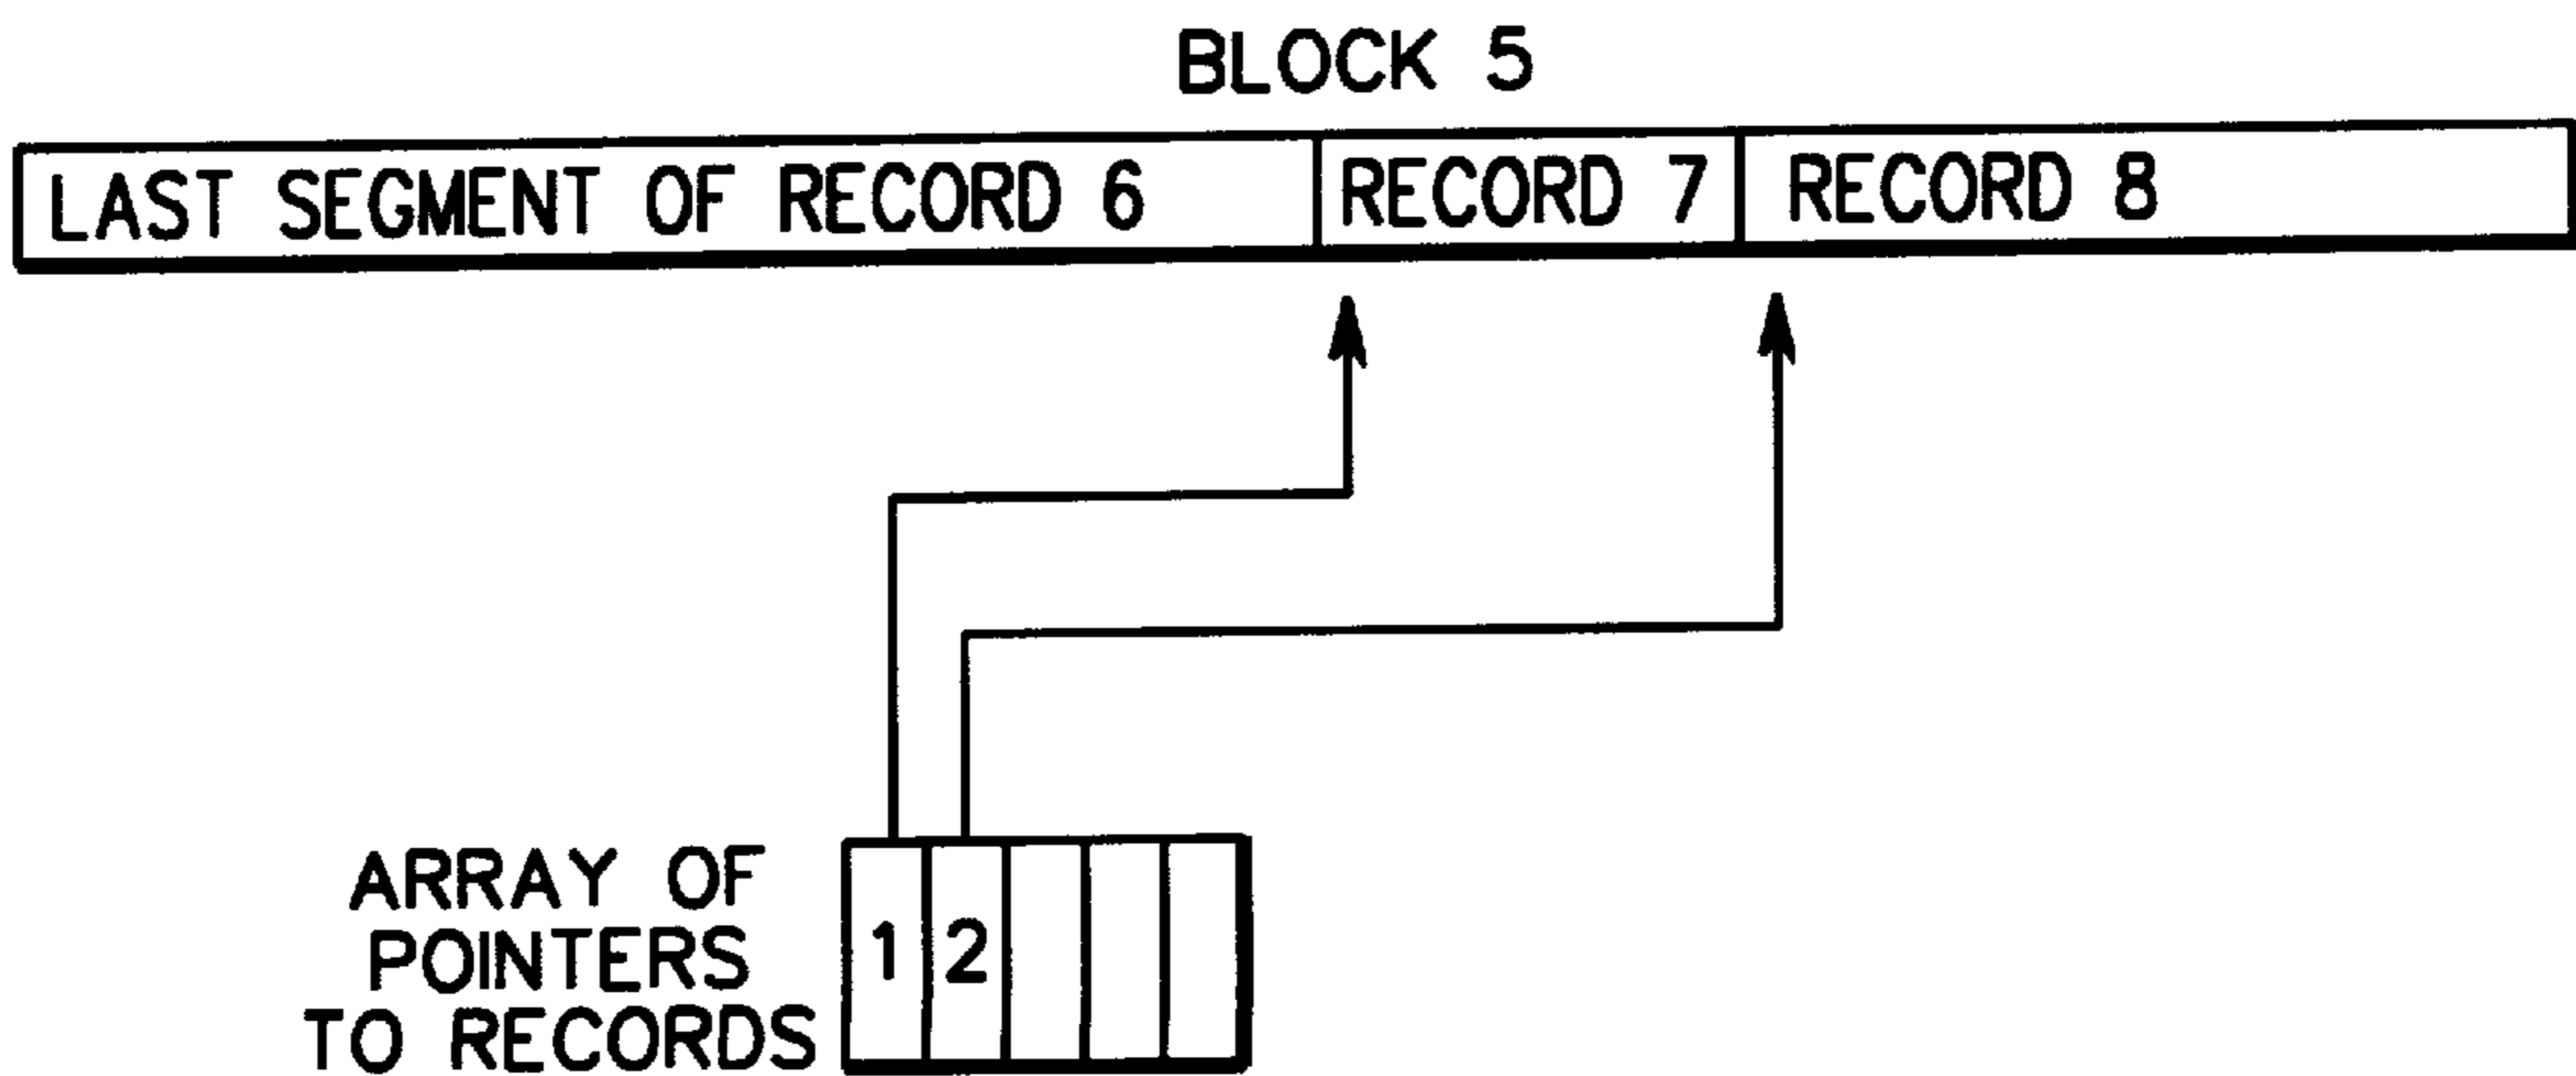 BLOCK 5
LAST SEGMENT OF RECORD 6 RECORD 7 RECORD 8
ARRAY OF
POINTERS
TO RECORDS
1 2